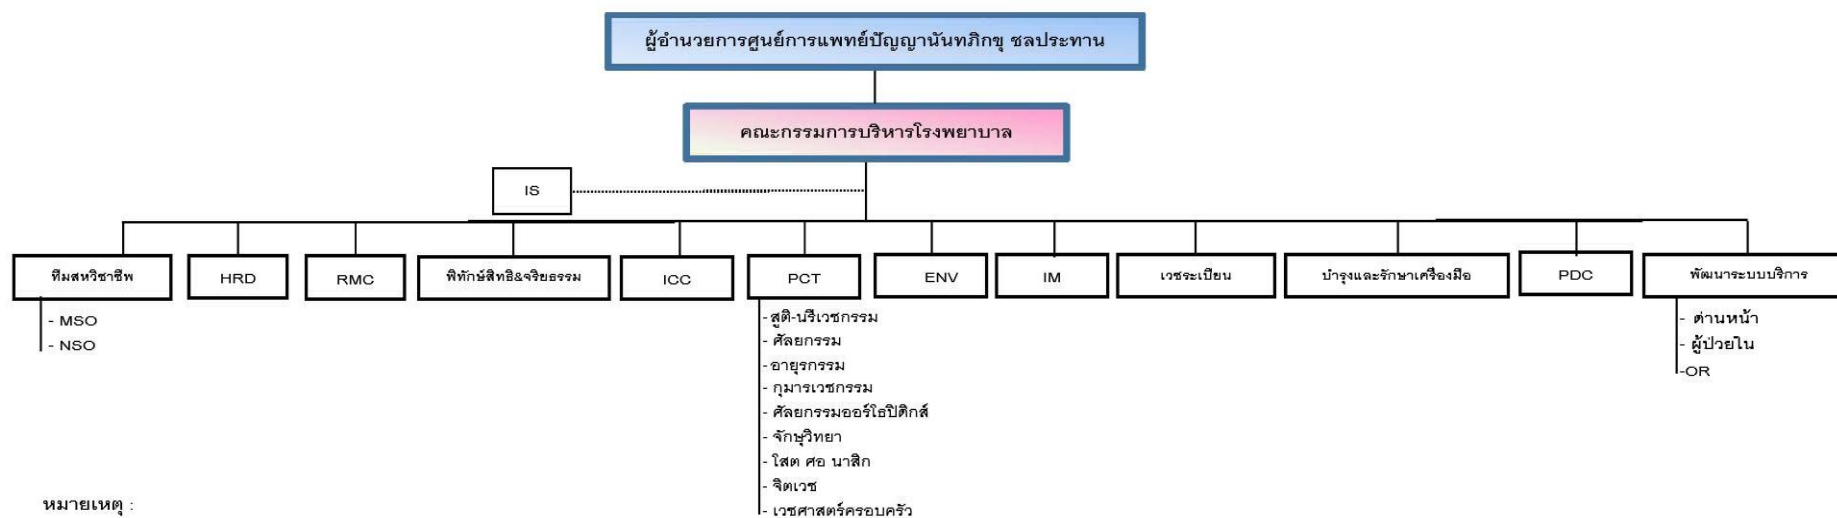 ผู้อำนวยการศูนย์การแพทย์ปัญญานันทภิกขุ ชลประทาน
คณะกรรมการบริหารโรงพยาบาล
IS
ทีมสหวิชาชีพ
HRD
RMC
พิทักษ์สิทธิ&จริยธรรม
ICC
PCT
ENV
IM
เวชระเบียน
บำรุงและรักษาเครื่องมือ
PDC
พัฒนาระบบบริการ
- MSO
- NSO
- สูติ-นรีเวชกรรม
- ศัลยกรรม
- อายุรกรรม
- กุมารเวชกรรม
- ศัลยกรรมออร์โธปิดิกส์
- จักษุวิทยา
- โสต ศอ นาสิก
- จิตเวช
- เวชศาสตร์ครอบครัว
- ด่านหน้า
- ผู้ป่วยใน
-OR
หมายเหตุ :